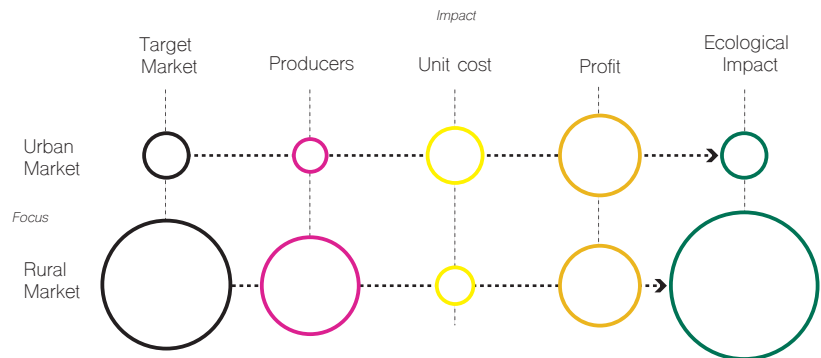 Impact
Target
Market
Producers
Unit cost
Profit
Ecological
Impact
Urban
Market
Focus
Rural
Market